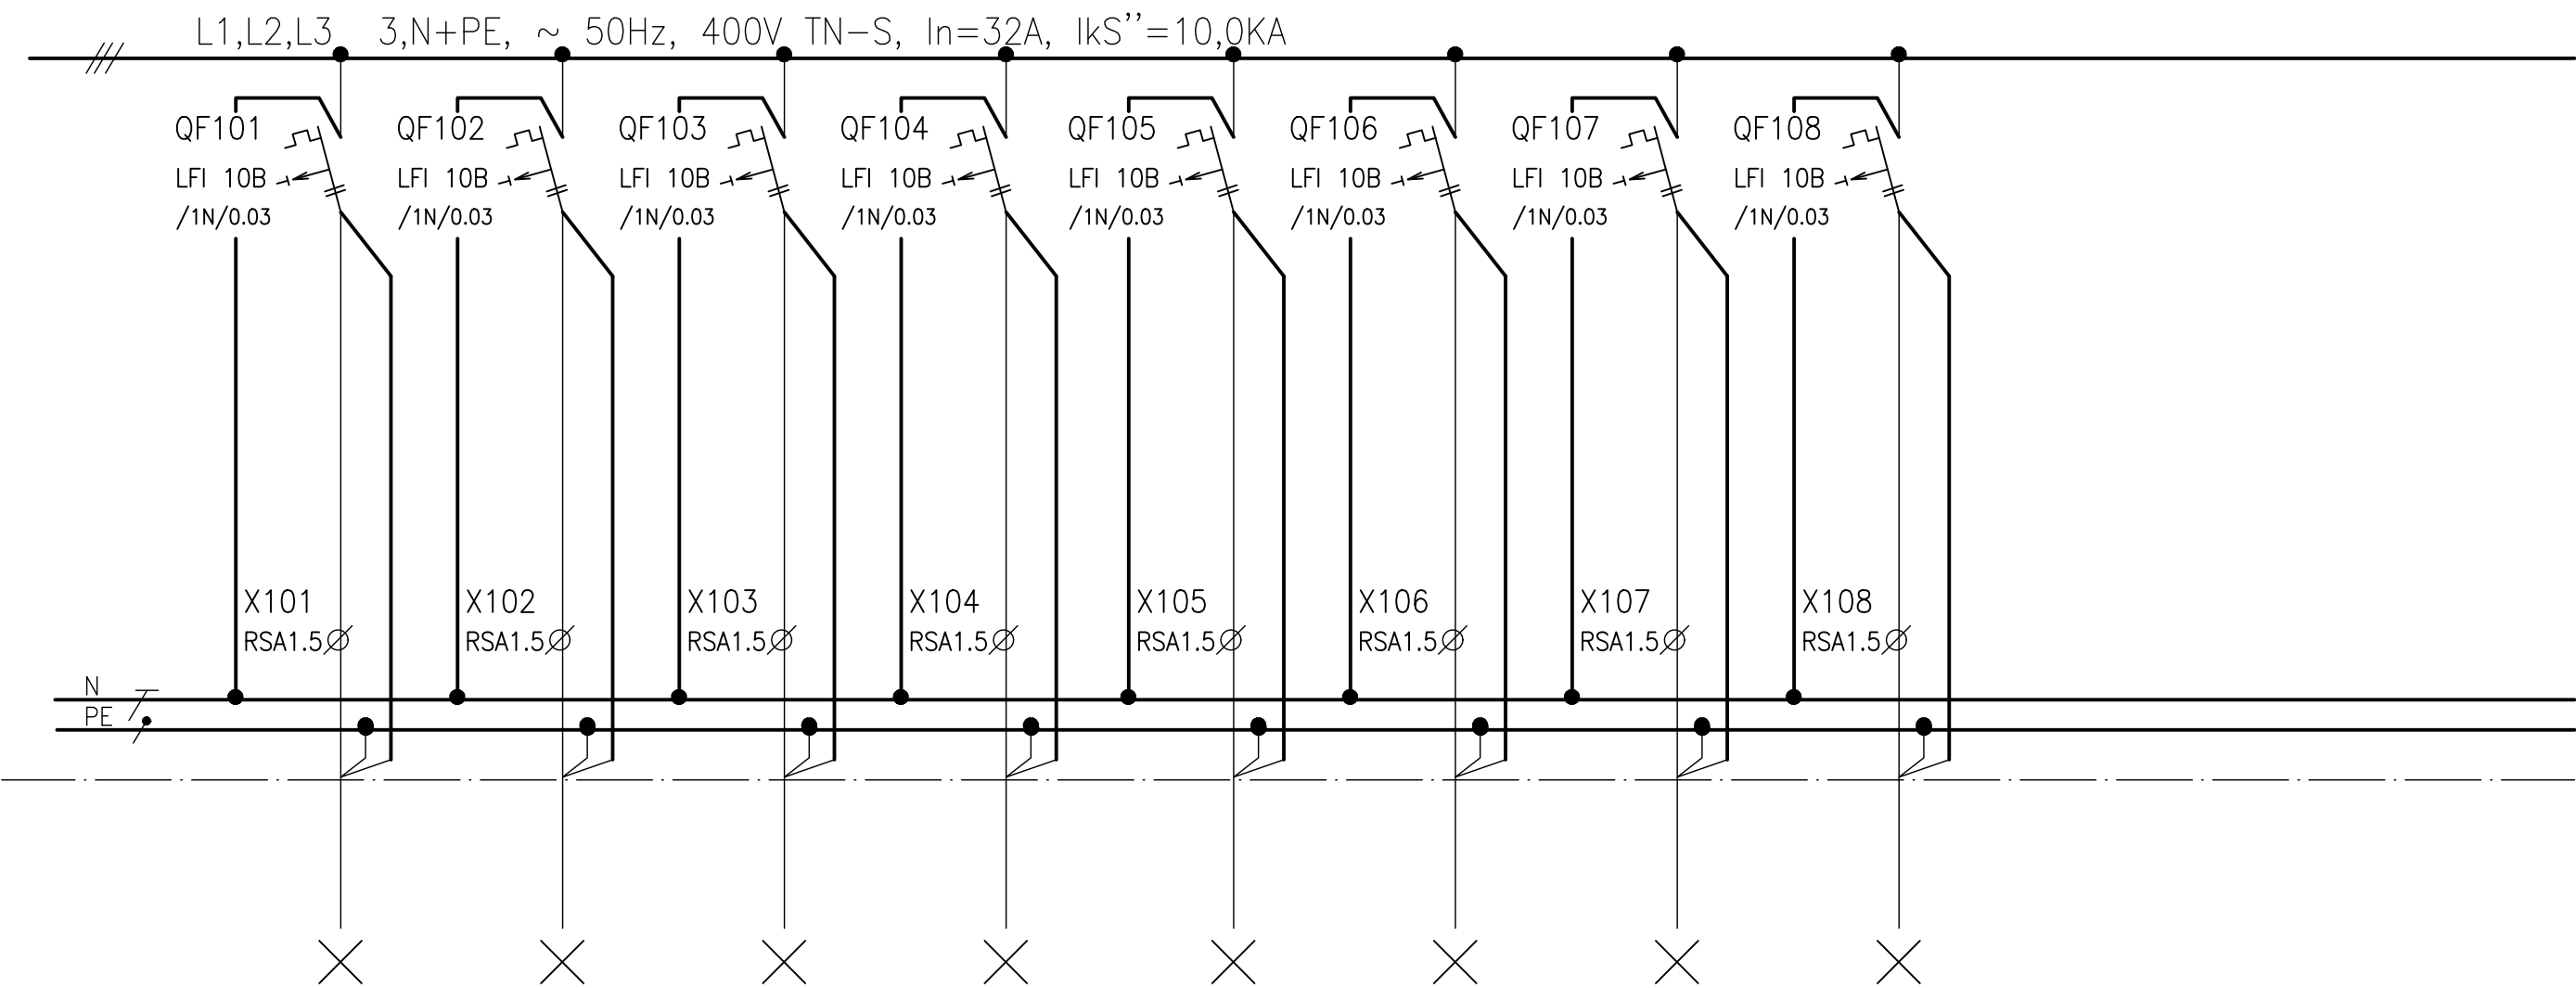 L1,L2,L3 3,N+PE, ~ 50Hz, 400V TN-S, In=32A, IkS’’=10,0KA
QF101 QF102 QF103 QF104 QF105 QF106 QF107 QF108
LFI 10B LFI 10B LFI 10B LFI 10B LFI 10B LFI 10B LFI 10B LFI 10B
/1N/0.03 /1N/0.03 /1N/0.03 /1N/0.03 /1N/0.03 /1N/0.03 /1N/0.03 /1N/0.03
X101 X102 X103 X104 X105 X106 X107 X108
RSA1.5 RSA1.5 RSA1.5 RSA1.5 RSA1.5 RSA1.5 RSA1.5 RSA1.5
N
PE